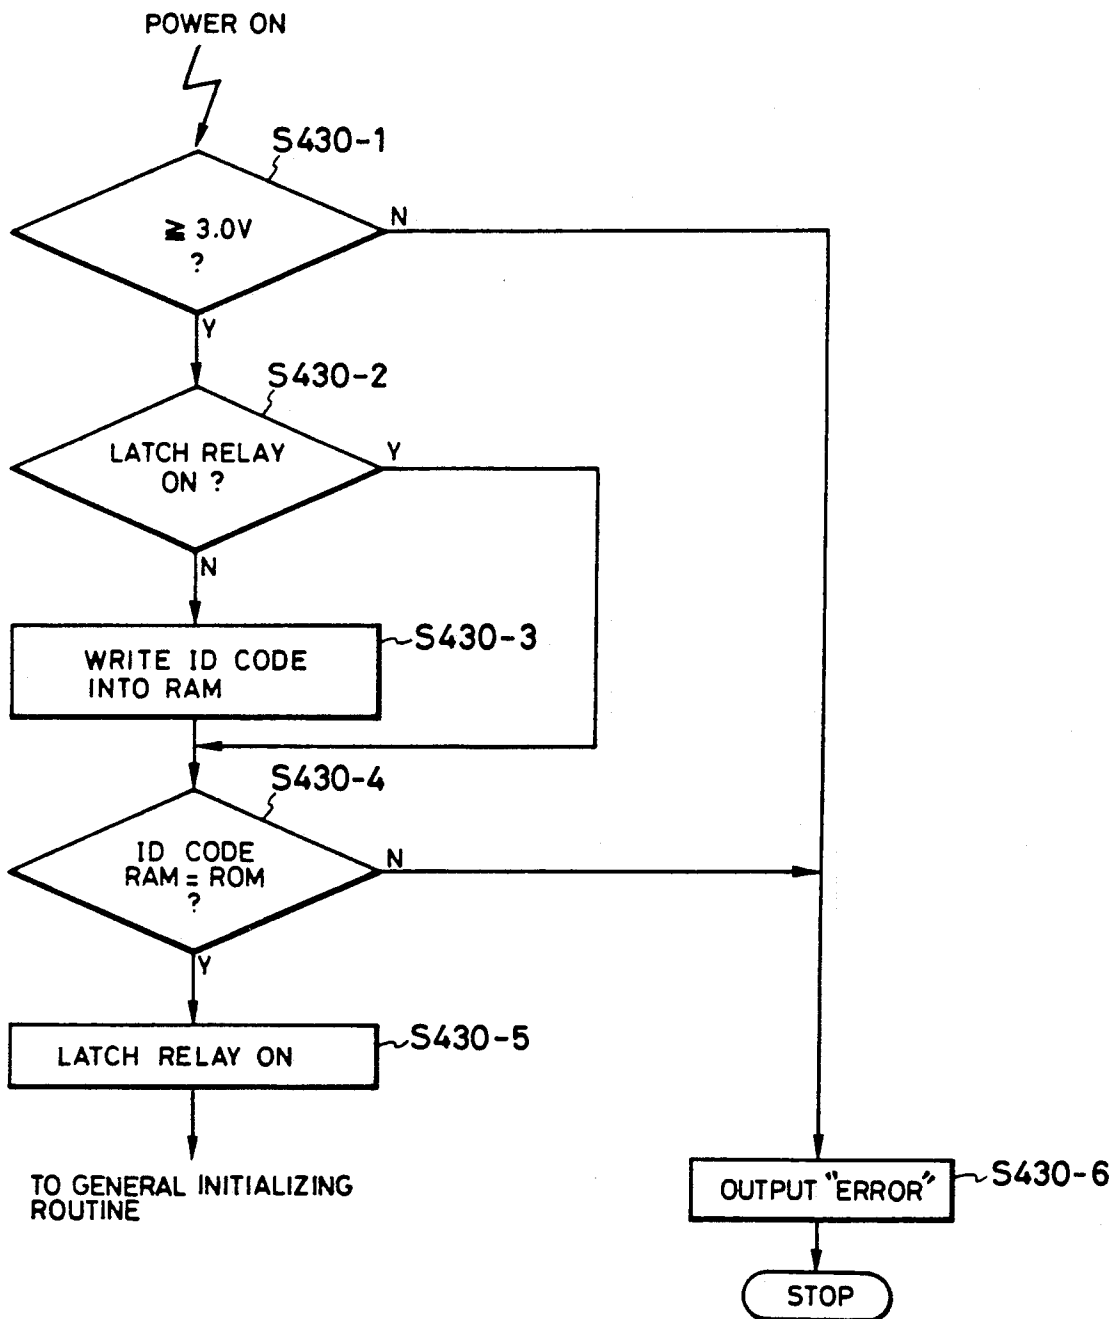 POWER ON
S430-1
≧ 3.0V
?
N
Y
S430-2
LATCH RELAY
ON ?
Y
N
S430-3
WRITE ID CODE
INTO RAM
S430-4
ID CODE
RAM = ROM
?
N
Y
S430-5
LATCH RELAY ON
TO GENERAL INITIALIZING
ROUTINE
S430-6
OUTPUT "ERROR"
STOP